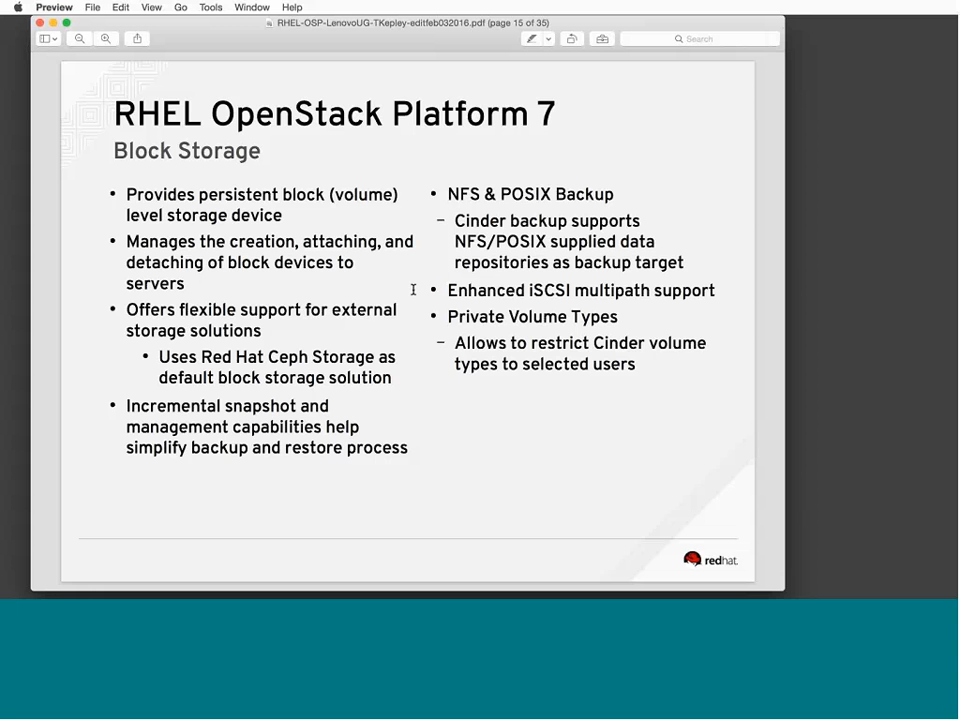 Preview File Edit View Go Tools Window Help
RHEL-OSP-LenovoUG-TKepley-editfeb032016.pdf (page 15 of 35)
Search
RHEL OpenStack Platform 7
Block Storage
• Provides persistent block (volume)
level storage device
• Manages the creation, attaching, and
detaching of block devices to
servers
• Offers flexible support for external
storage solutions
• Uses Red Hat Ceph Storage as
default block storage solution
• Incremental snapshot and
management capabilities help
simplify backup and restore process
• NFS & POSIX Backup
– Cinder backup supports
NFS/POSIX supplied data
repositories as backup target
• Enhanced iSCSI multipath support
• Private Volume Types
– Allows to restrict Cinder volume
types to selected users
redhat.